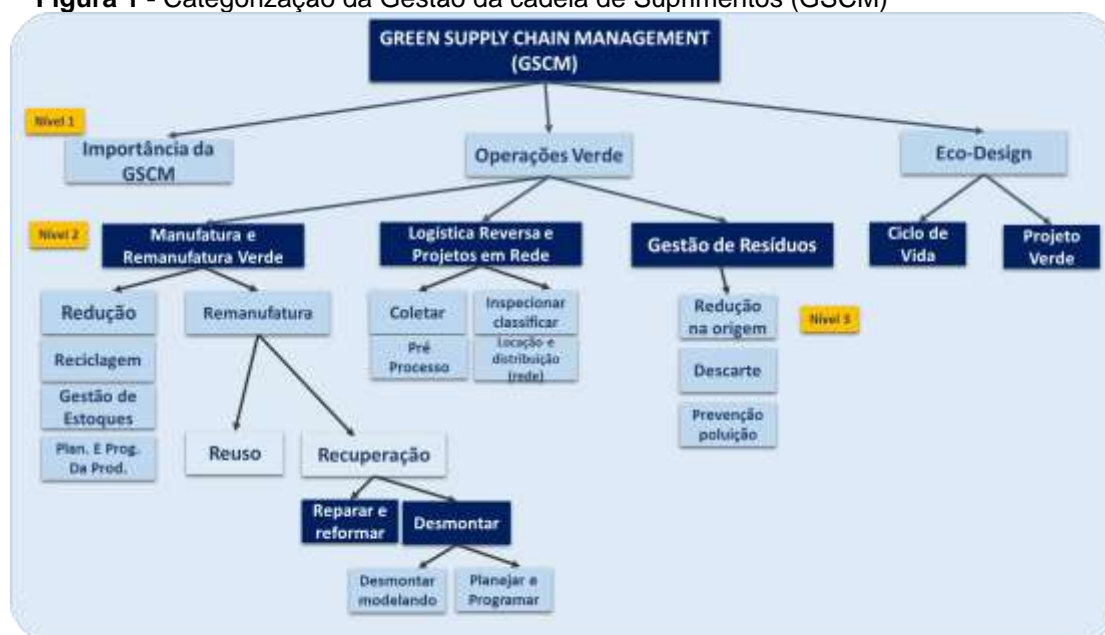 Figura 1 - Categorização da Gestão da cadeia de Suprimentos (GSCM)
GREEN SUPPLY CHAIN MANAGEMENT
(GSCM)
Nível 1
Importância da
GSCM
Operações Verde
Eco-Design
Nível 2
Manufatura e
Remanufatura Verde
Logística Reversa e
Projetos em Rede
Gestão de Resíduos
Ciclo de
Vida
Projeto
Verde
Redução
Remanufatura
Coletar
Inspecionar
classificar
Redução
na origem
Nível 3
Reciclagem
Pré
Processo
Locação e
distribuição
(rede)
Descarte
Gestão de
Estoques
Prevenção
poluição
Plan. E Prog.
Da Prod.
Reuso
Recuperação
Reparar e
reformar
Desmontar
Desmontar
modelando
Planejar e
Programar